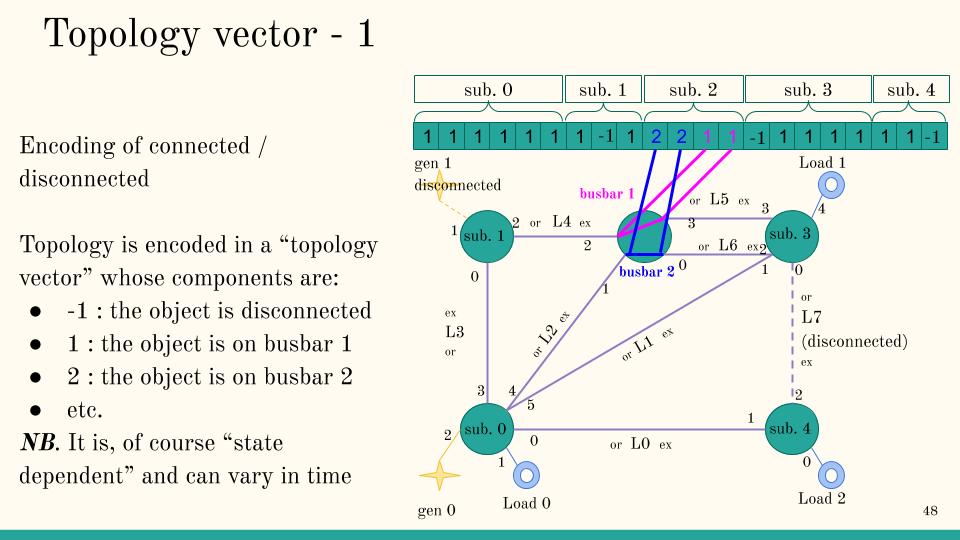 Topology vector - 1
Encoding of connected /
disconnected
Topology is encoded in a “topology
vector” whose components are:
● -1 : the object is disconnected
● 1 : the object is on busbar 1
● 2 : the object is on busbar 2
● etc.
NB. It is, of course “state
dependent” and can vary in time
sub. 0 sub. 1 sub. 2 sub. 3 sub. 4
1 1 1 1 1 1 1 -1 1 2 2 1 1 -1 1 1 1 1 1 -1
gen 1
disconnected
Load 1
busbar 1
or L5 ex
3
4
1
sub. 1
2
or L4 ex
2
3
sub. 3
or L6 ex
2
busbar 2
0
1
0
0
1
ex
L3
or
or L2 ex
or L1 ex
or
L7
(disconnected)
ex
3
4
5
2
1
2
sub. 0
0
or L0 ex
sub. 4
1
0
gen 0
Load 0
Load 2
48